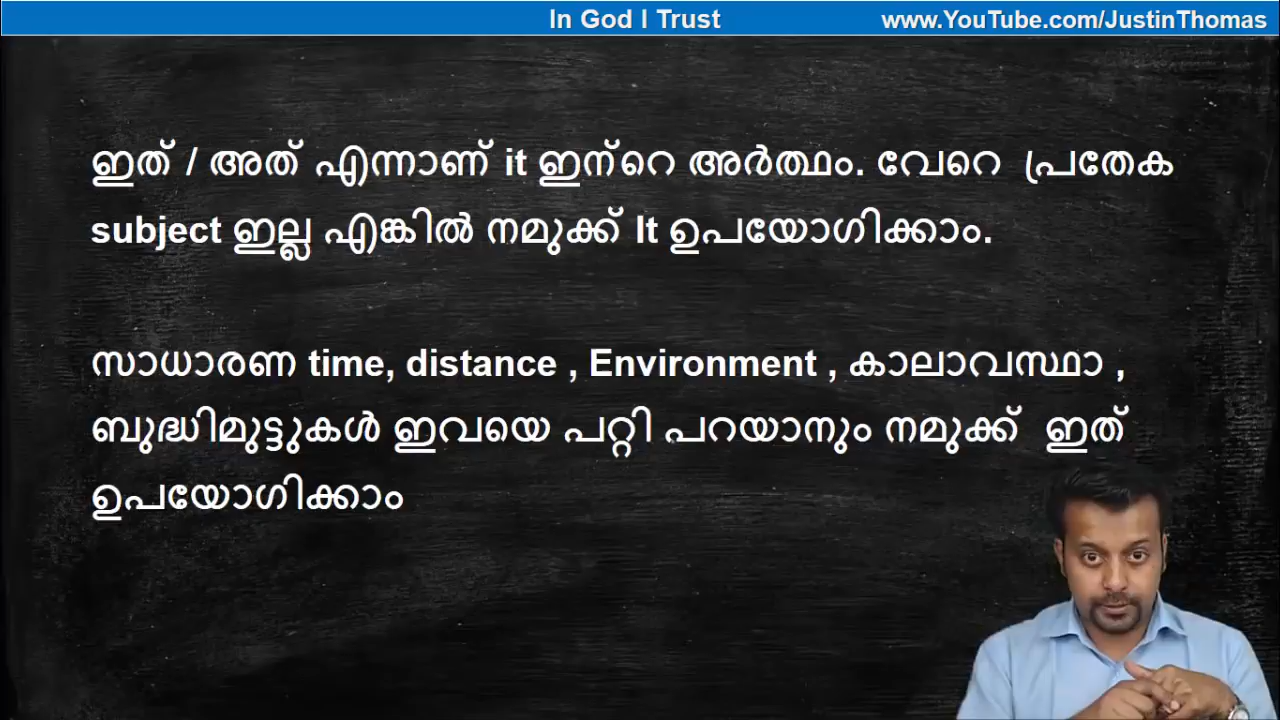 In God I Trust
www.YouTube.com/JustinThomas
ഇത് / അത് എന്നാണ് it ഇന്റെ അർത്ഥം. വേറെ പ്രതേക
subject ഇല്ല എങ്കിൽ നമുക്ക് It ഉപയോഗിക്കാം.
സാധാരണ time, distance , Environment , കാലാവസ്ഥാ ,
ബുദ്ധിമുട്ടുകൾ ഇവയെ പറ്റി പറയാനും നമുക്ക് ഇത്
ഉപയോഗിക്കാം